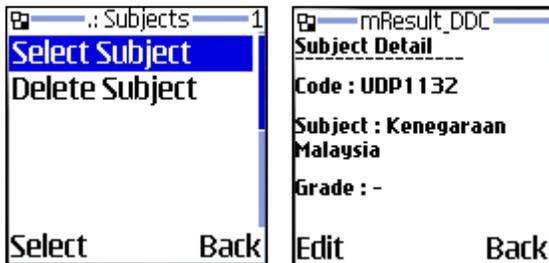 .: Subjects 1
Select Subject
Delete Subject
Select Back
mResult_DDC
Subject Detail
-----------------
Code : UDP1132
Subject : Kenegaraan
Malaysia
Grade : -
Edit Back